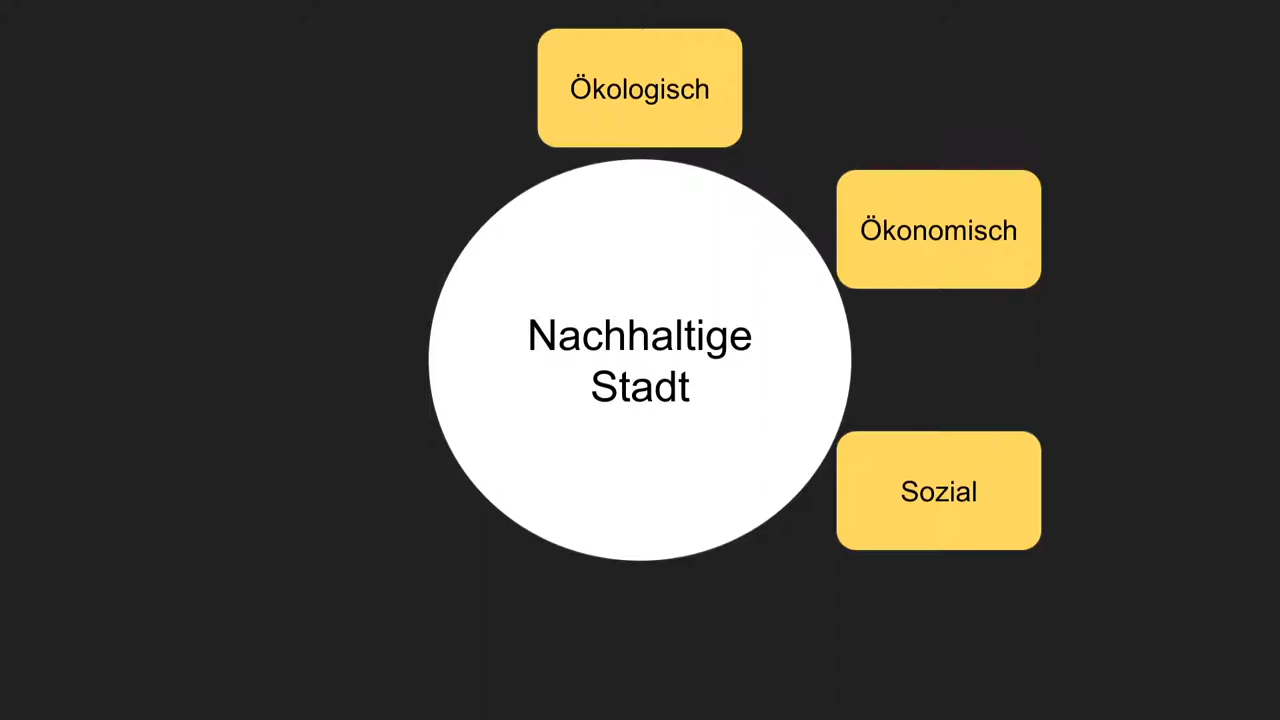 Ökologisch
Ökonomisch
Nachhaltige
Stadt
Sozial